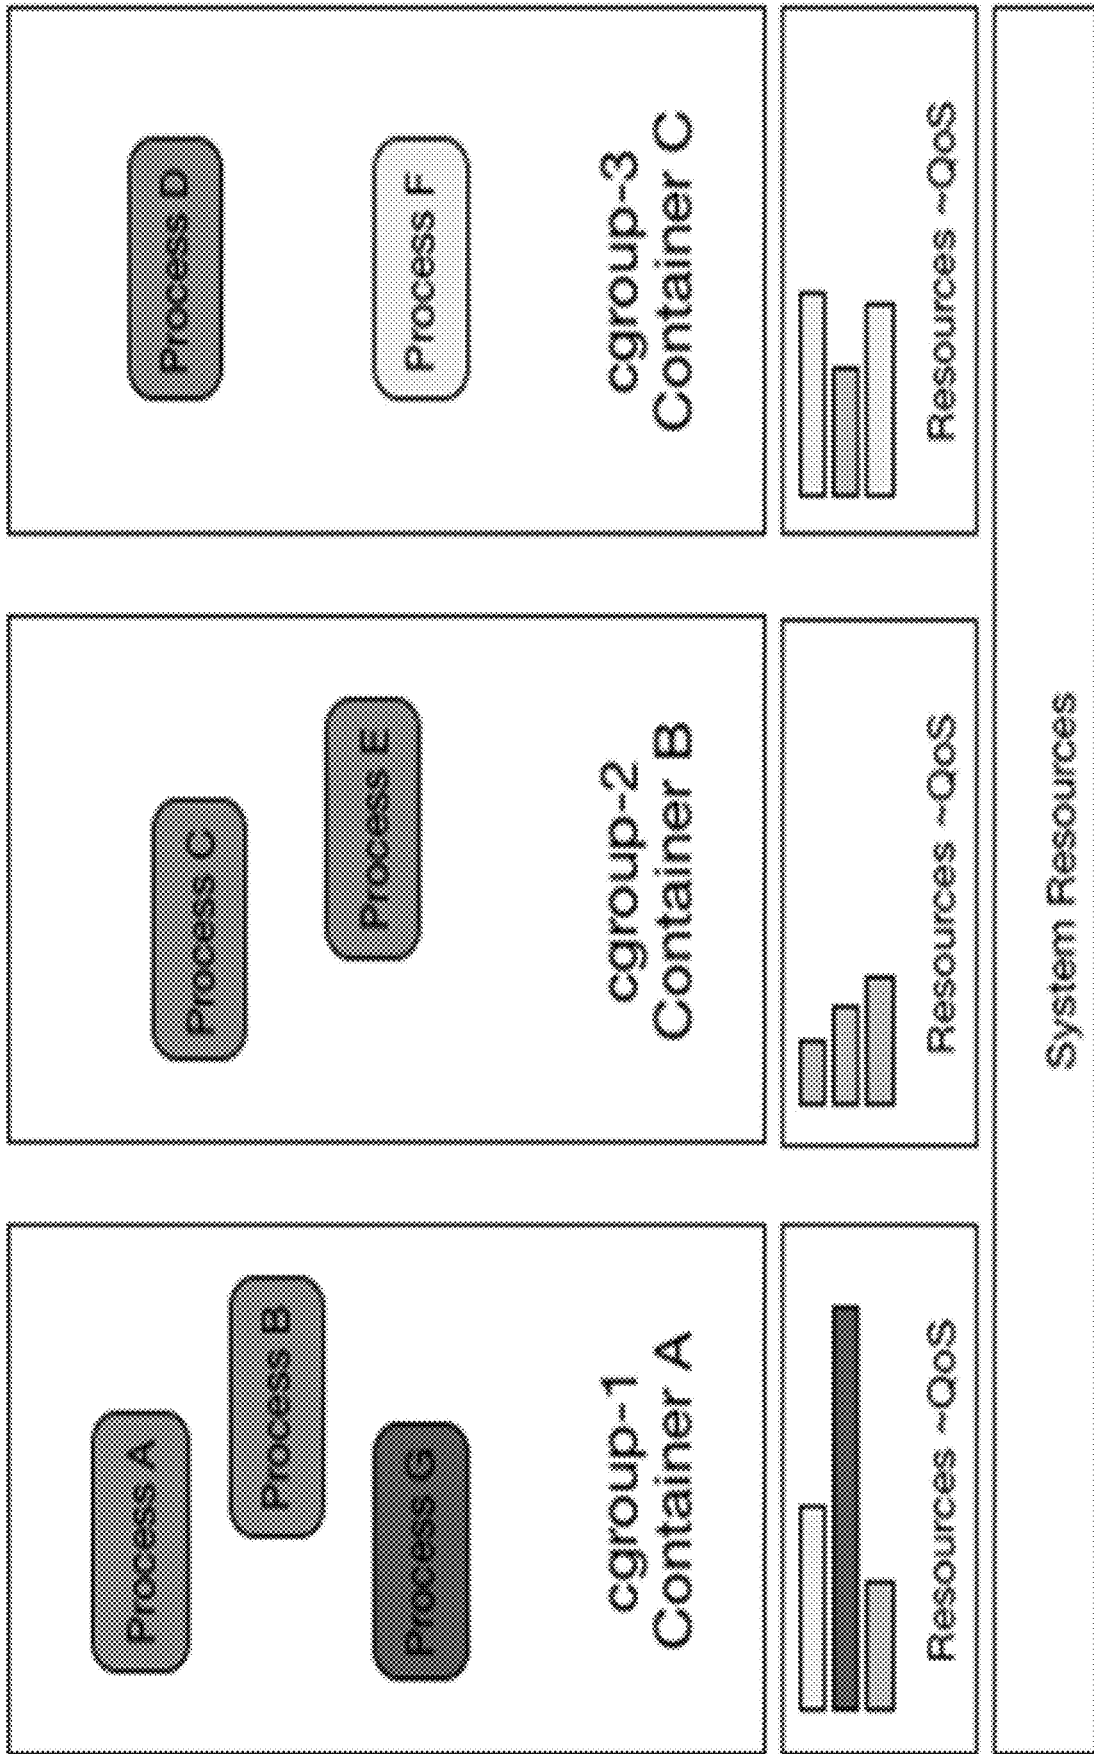 Process A
Process B
Process G
cgroup-1
Container A
Resources ~QoS
Process C
Process E
cgroup-2
Container B
Resources ~QoS
Process D
Process F
cgroup-3
Container C
Resources ~QoS
System Resources